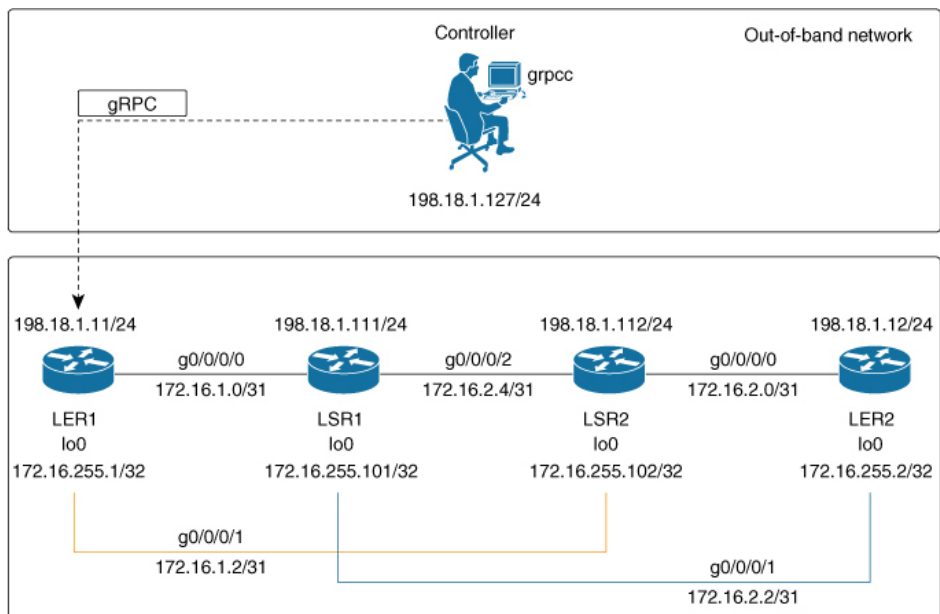 Controller
Out-of-band network
grpcc
gRPC
198.18.1.127/24
198.18.1.11/24
198.18.1.111/24
198.18.1.112/24
198.18.1.12/24
g0/0/0/0
g0/0/0/2
g0/0/0/0
172.16.1.0/31
172.16.2.4/31
172.16.2.0/31
LER1
LSR1
LSR2
LER2
lo0
lo0
lo0
lo0
172.16.255.1/32
172.16.255.101/32
172.16.255.102/32
172.16.255.2/32
g0/0/0/1
172.16.1.2/31
g0/0/0/1
172.16.2.2/31